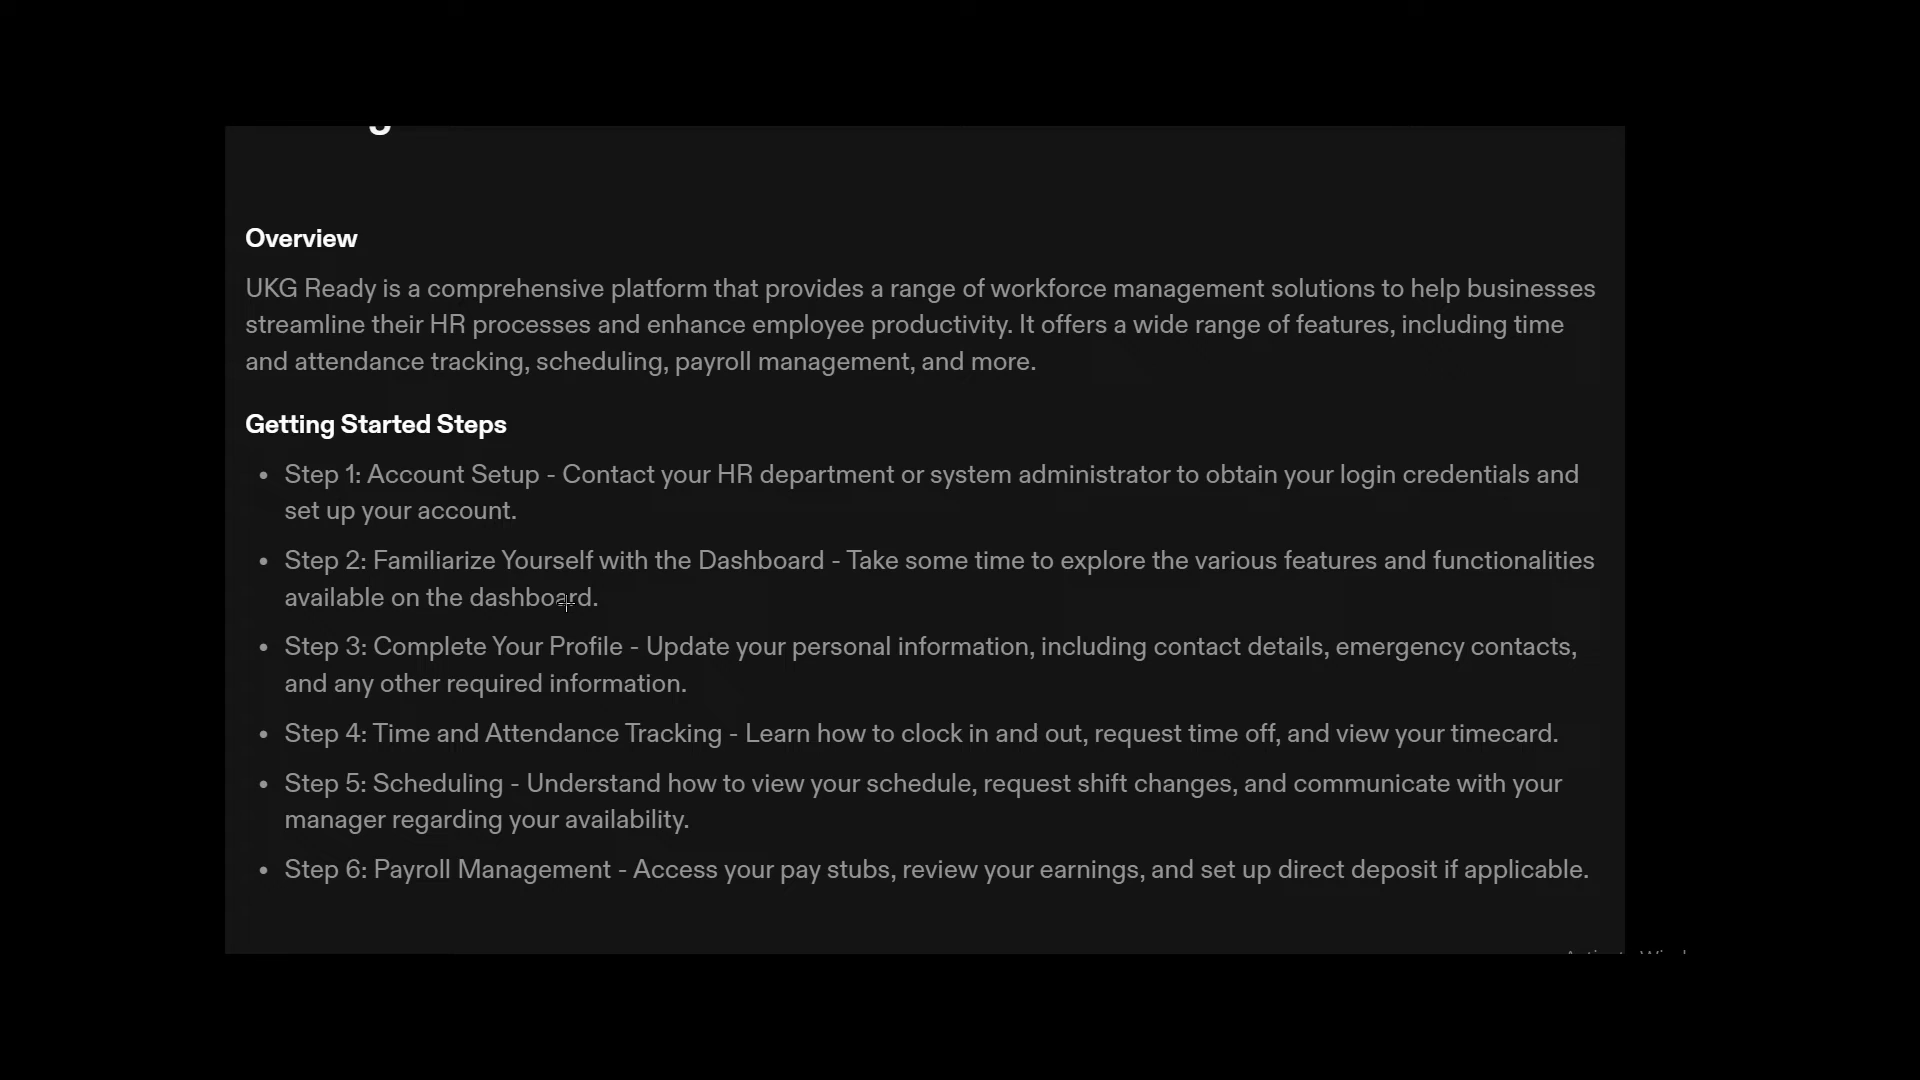 Overview
UKG Ready is a comprehensive platform that provides a range of workforce management solutions to help businesses
streamline their HR processes and enhance employee productivity. It offers a wide range of features, including time
and attendance tracking, scheduling, payroll management, and more.
Getting Started Steps
• Step 1: Account Setup - Contact your HR department or system administrator to obtain your login credentials and
set up your account.
• Step 2: Familiarize Yourself with the Dashboard - Take some time to explore the various features and functionalities
available on the dashboard.
• Step 3: Complete Your Profile - Update your personal information, including contact details, emergency contacts,
and any other required information.
• Step 4: Time and Attendance Tracking - Learn how to clock in and out, request time off, and view your timecard.
• Step 5: Scheduling - Understand how to view your schedule, request shift changes, and communicate with your
manager regarding your availability.
• Step 6: Payroll Management - Access your pay stubs, review your earnings, and set up direct deposit if applicable.